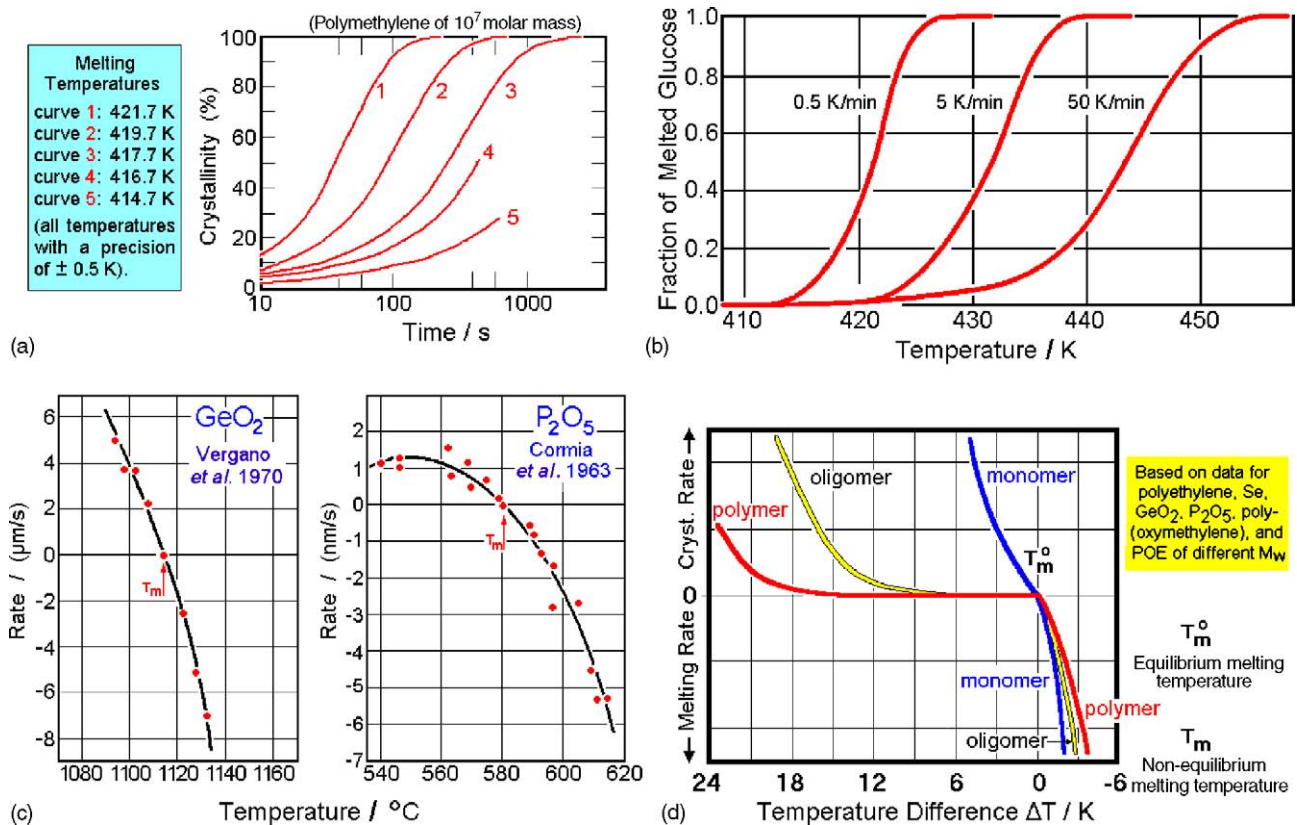 (Polymethylene of 10⁷ molar mass)
Melting
Temperatures
curve 1: 421.7 K
curve 2: 419.7 K
curve 3: 417.7 K
curve 4: 416.7 K
curve 5: 414.7 K
(all temperatures
with a precision
of ± 0.5 K).
Crystallinity (%)
100
80
60
40
20
0
1
2
3
4
5
10
100
1000
Time / s
(a)
Fraction of Melted Glucose
1.0
0.8
0.6
0.4
0.2
0.0
0.5 K/min
5 K/min
50 K/min
410
420
430
440
450
Temperature / K
(b)
Rate / (µm/s)
6
4
2
0
-2
-4
-6
-8
GeO₂
Vergano
et al. 1970
Tm
1080
1100
1120
1140
1160
Rate / (nm/s)
2
1
0
-1
-2
-3
-4
-5
-6
-7
P₂O₅
Cormia
et al. 1963
Tm
540
560
580
600
620
Temperature / °C
(c)
Melting Rate
Cryst. Rate
0
polymer
oligomer
monomer
Tm°
monomer
polymer
oligomer
24
18
12
6
0
-6
Temperature Difference ΔT / K
(d)
Based on data for
polyethylene, Se,
GeO₂, P₂O₅, poly-
(oxymethylene), and
POE of different Mw
Tm°
Equilibrium melting
temperature
Tm
Non-equilibrium
melting temperature